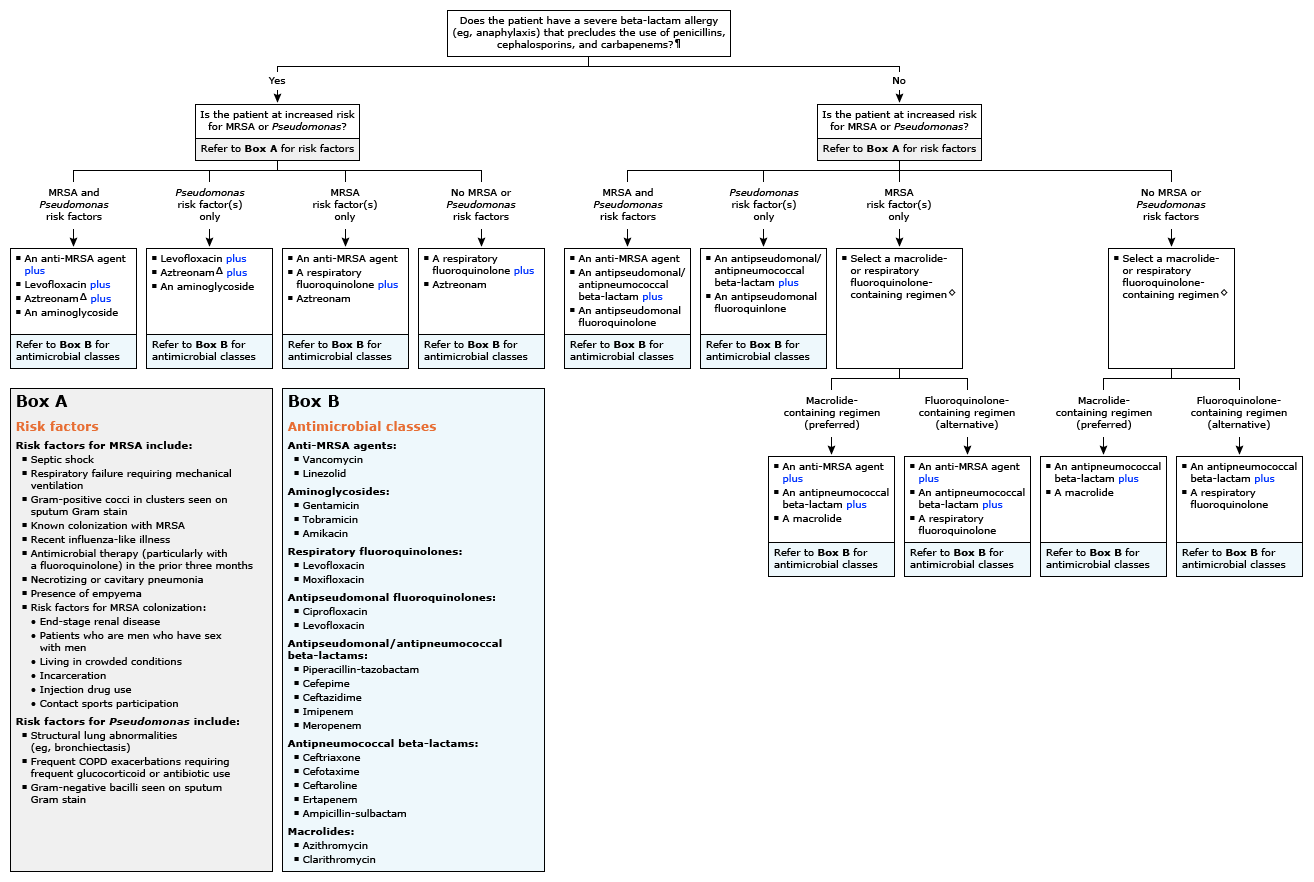 Does the patient have a severe beta-lactam allergy
(eg, anaphylaxis) that precludes the use of penicillins,
cephalosporins, and carbapenems?¶
Yes
No
Is the patient at increased risk
for MRSA or Pseudomonas?
Refer to Box A for risk factors
Is the patient at increased risk
for MRSA or Pseudomonas?
Refer to Box A for risk factors
MRSA and
Pseudomonas
risk factors
Pseudomonas
risk factor(s)
only
MRSA
risk factor(s)
only
No MRSA or
Pseudomonas
risk factors
MRSA and
Pseudomonas
risk factors
Pseudomonas
risk factor(s)
only
MRSA
risk factor(s)
only
No MRSA or
Pseudomonas
risk factors
▪ An anti-MRSA agent
plus
▪ Levofloxacin plus
▪ AztreonamΔ plus
▪ An aminoglycoside
Refer to Box B for
antimicrobial classes
▪ Levofloxacin plus
▪ AztreonamΔ plus
▪ An aminoglycoside
Refer to Box B for
antimicrobial classes
▪ An anti-MRSA agent
▪ A respiratory
fluoroquinolone plus
▪ Aztreonam
Refer to Box B for
antimicrobial classes
▪ A respiratory
fluoroquinolone plus
▪ Aztreonam
Refer to Box B for
antimicrobial classes
▪ An anti-MRSA agent
▪ An antipseudomonal/
antipneumococcal
beta-lactam plus
▪ An antipseudomonal
fluoroquinolone
Refer to Box B for
antimicrobial classes
▪ An antipseudomonal/
antipneumococcal
beta-lactam plus
▪ An antipseudomonal
fluoroquinlone
Refer to Box B for
antimicrobial classes
▪ Select a macrolide-
or respiratory
fluoroquinolone-
containing regimen◇
▪ Select a macrolide-
or respiratory
fluoroquinolone-
containing regimen◇
Macrolide-
containing regimen
(preferred)
Fluoroquinolone-
containing regimen
(alternative)
Macrolide-
containing regimen
(preferred)
Fluoroquinolone-
containing regimen
(alternative)
▪ An anti-MRSA agent
plus
▪ An antipneumococcal
beta-lactam plus
▪ A macrolide
Refer to Box B for
antimicrobial classes
▪ An anti-MRSA agent
plus
▪ An antipneumococcal
beta-lactam plus
▪ A respiratory
fluoroquinolone
Refer to Box B for
antimicrobial classes
▪ An antipneumococcal
beta-lactam plus
▪ A macrolide
Refer to Box B for
antimicrobial classes
▪ An antipneumococcal
beta-lactam plus
▪ A respiratory
fluoroquinolone
Refer to Box B for
antimicrobial classes
Box A
Risk factors
Risk factors for MRSA include:
▪ Septic shock
▪ Respiratory failure requiring mechanical
ventilation
▪ Gram-positive cocci in clusters seen on
sputum Gram stain
▪ Known colonization with MRSA
▪ Recent influenza-like illness
▪ Antimicrobial therapy (particularly with
a fluoroquinolone) in the prior three months
▪ Necrotizing or cavitary pneumonia
▪ Presence of empyema
▪ Risk factors for MRSA colonization:
• End-stage renal disease
• Patients who are men who have sex
with men
• Living in crowded conditions
• Incarceration
• Injection drug use
• Contact sports participation
Risk factors for Pseudomonas include:
▪ Structural lung abnormalities
(eg, bronchiectasis)
▪ Frequent COPD exacerbations requiring
frequent glucocorticoid or antibiotic use
▪ Gram-negative bacilli seen on sputum
Gram stain
Box B
Antimicrobial classes
Anti-MRSA agents:
▪ Vancomycin
▪ Linezolid
Aminoglycosides:
▪ Gentamicin
▪ Tobramicin
▪ Amikacin
Respiratory fluoroquinolones:
▪ Levofloxacin
▪ Moxifloxacin
Antipseudomonal fluoroquinolones:
▪ Ciprofloxacin
▪ Levofloxacin
Antipseudomonal/antipneumococcal
beta-lactams:
▪ Piperacillin-tazobactam
▪ Cefepime
▪ Ceftazidime
▪ Imipenem
▪ Meropenem
Antipneumococcal beta-lactams:
▪ Ceftriaxone
▪ Cefotaxime
▪ Ceftaroline
▪ Ertapenem
▪ Ampicillin-sulbactam
Macrolides:
▪ Azithromycin
▪ Clarithromycin